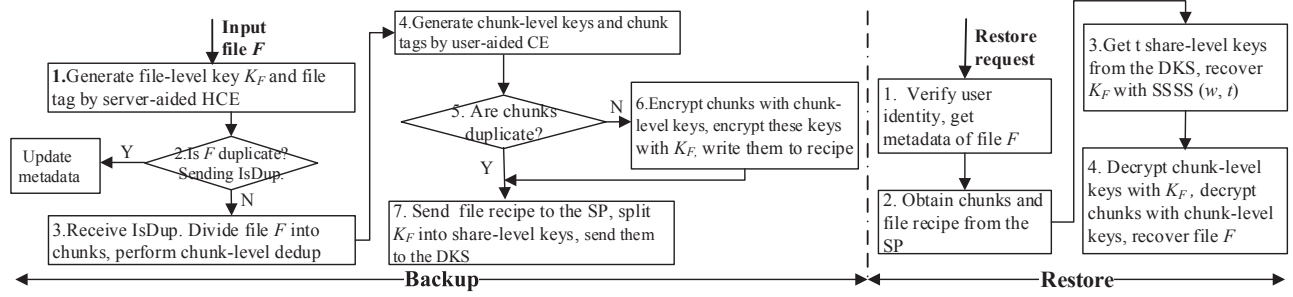 Input
file F
1.Generate file-level key K_F and file
tag by server-aided HCE
2.Is F duplicate?
Sending IsDup.
Y
Update
metadata
N
3.Receive IsDup. Divide file F into
chunks, perform chunk-level dedup
4.Generate chunk-level keys and chunk
tags by user-aided CE
5. Are chunks
duplicate?
N
6.Encrypt chunks with chunk-
level keys, encrypt these keys
with K_F, write them to recipe
Y
7. Send file recipe to the SP, split
K_F into share-level keys, send them
to the DKS
Backup
Restore
request
1. Verify user
identity, get
metadata of file F
2. Obtain chunks and
file recipe from the
SP
3.Get t share-level keys
from the DKS, recover
K_F with SSSS (w, t)
4. Decrypt chunk-level
keys with K_F, decrypt
chunks with chunk-level
keys, recover file F
Restore